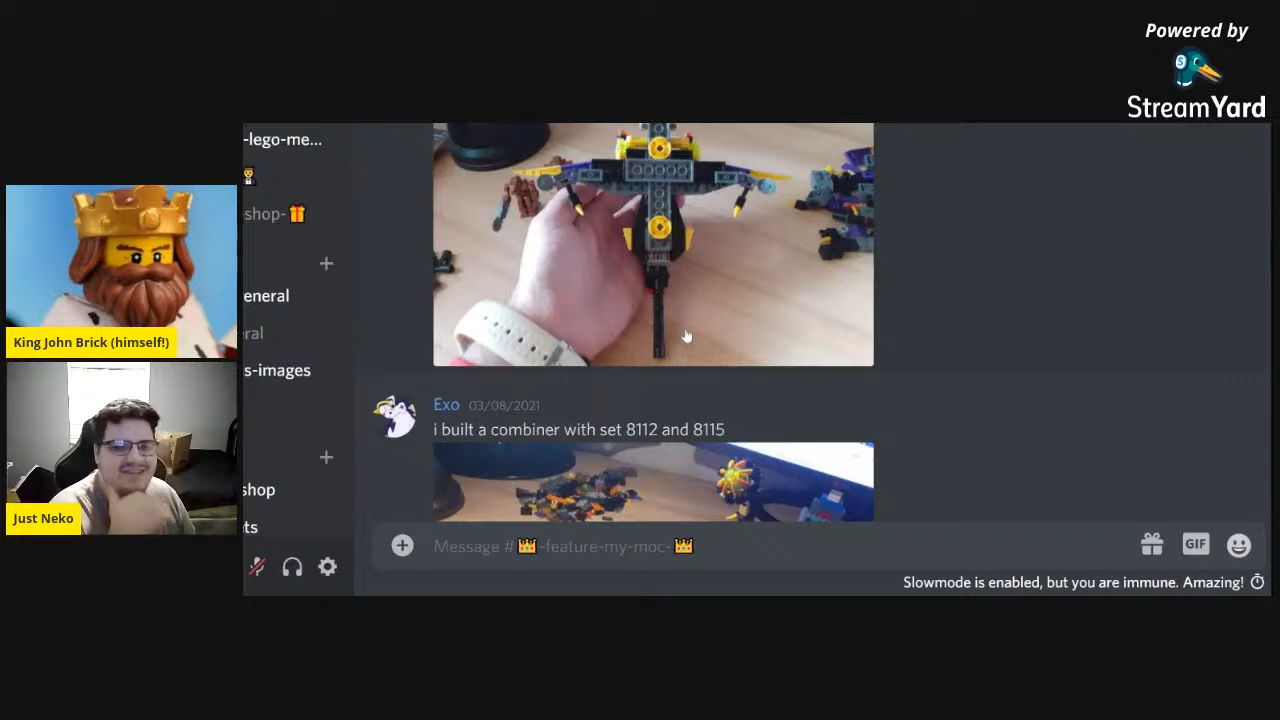 Powered by
StreamYard
-lego-me...
shop-
eneral
ral
s-images
shop
ts
King John Brick (himself!)
Just Neko
Exo 03/08/2021
i built a combiner with set 8112 and 8115
Message #👑-feature-my-moc-👑
GIF
Slowmode is enabled, but you are immune. Amazing!